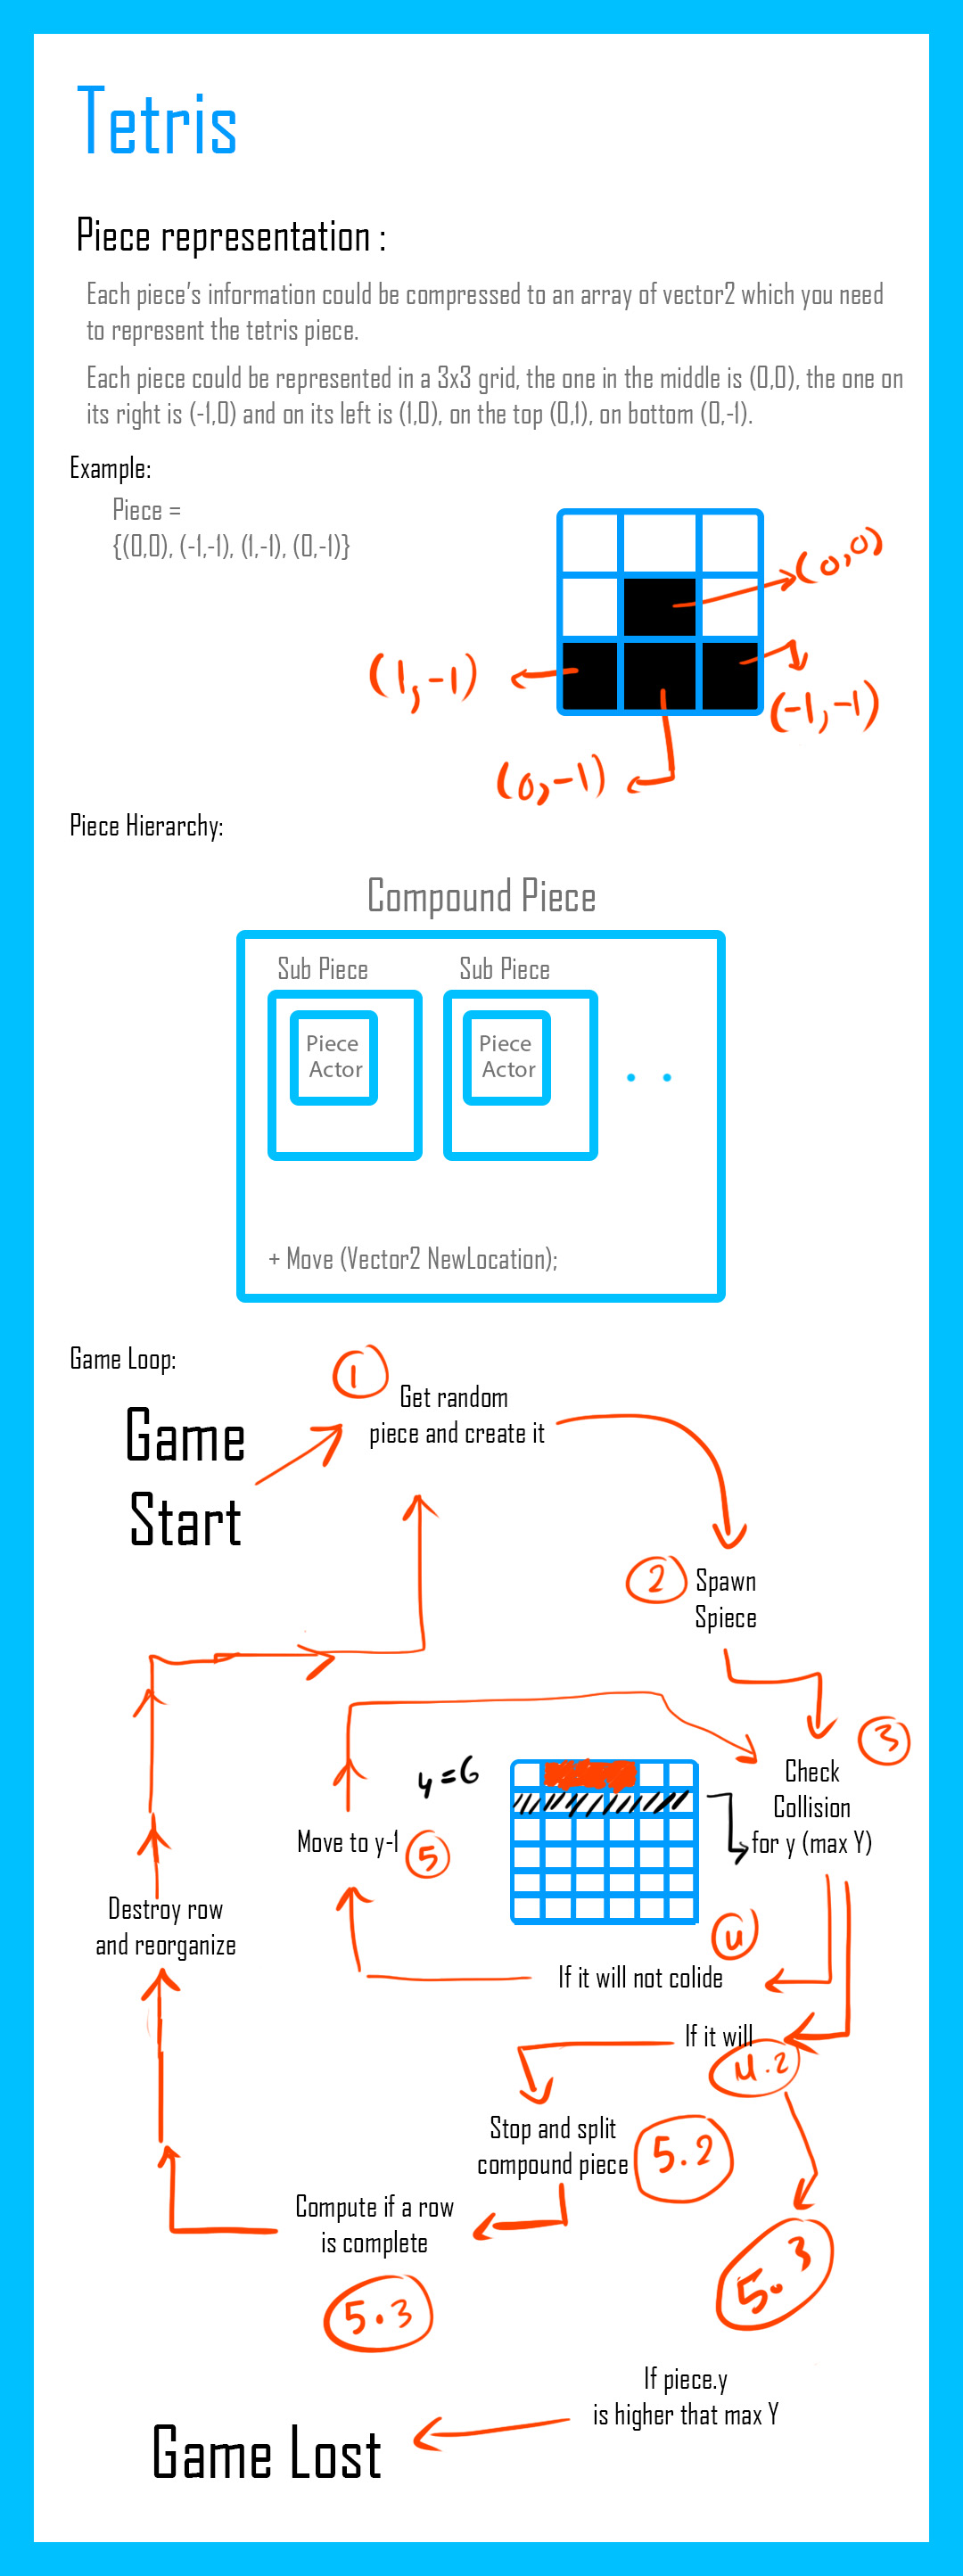 Tetris
Piece representation :
Each piece's information could be compressed to an array of vector2 which you need
to represent the tetris piece.
Each piece could be represented in a 3x3 grid, the one in the middle is (0,0), the one on
its right is (-1,0) and on its left is (1,0), on the top (0,1), on bottom (0,-1).
Example:
Piece =
{(0,0), (-1,-1), (1,-1), (0,-1)}
(0,0)
(1,-1)
(-1,-1)
(0,-1)
Piece Hierarchy:
Compound Piece
Sub Piece
Sub Piece
Piece
Actor
Piece
Actor
+ Move (Vector2 NewLocation);
Game Loop:
Game
Start
1
Get random
piece and create it
2
Spawn
Spiece
3
Check
Collision
for y (max Y)
y=6
Move to y-1
5
Destroy row
and reorganize
4
If it will not colide
If it will
4.2
Stop and split
compound piece
5.2
Compute if a row
is complete
5.3
5.3
If piece.y
is higher that max Y
Game Lost